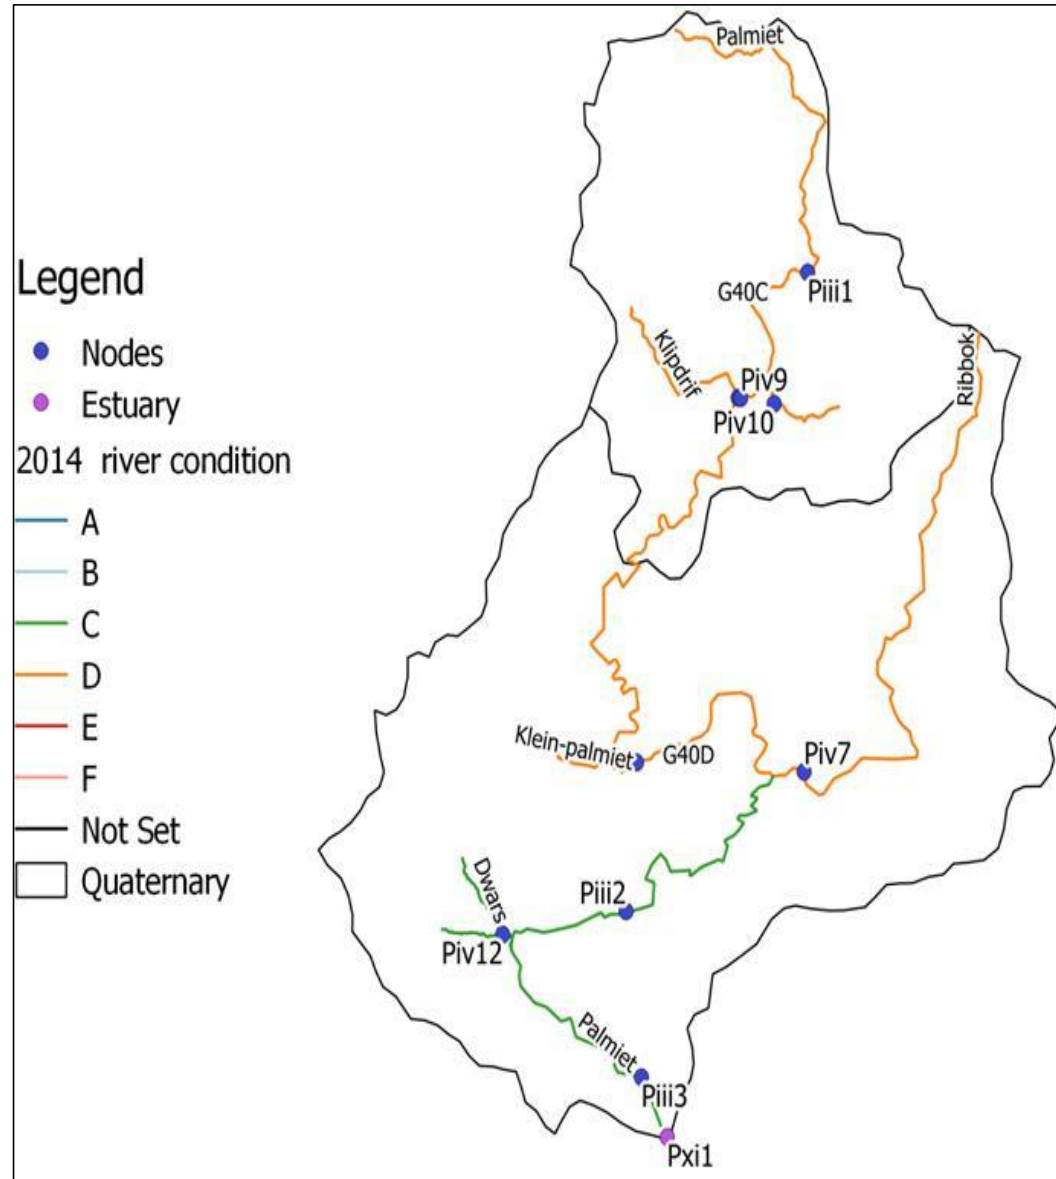 Palmiet
Legend
Nodes
Estuary
2014 river condition
A
B
C
D
E
F
Not Set
Quaternary
G40C
Piii1
Klipdrif
Piv9
Piv10
Ribbok
Klein-palmiet
G40D
Piv7
Dwars
Piii2
Piv12
Palmiet
Piii3
Pxi1